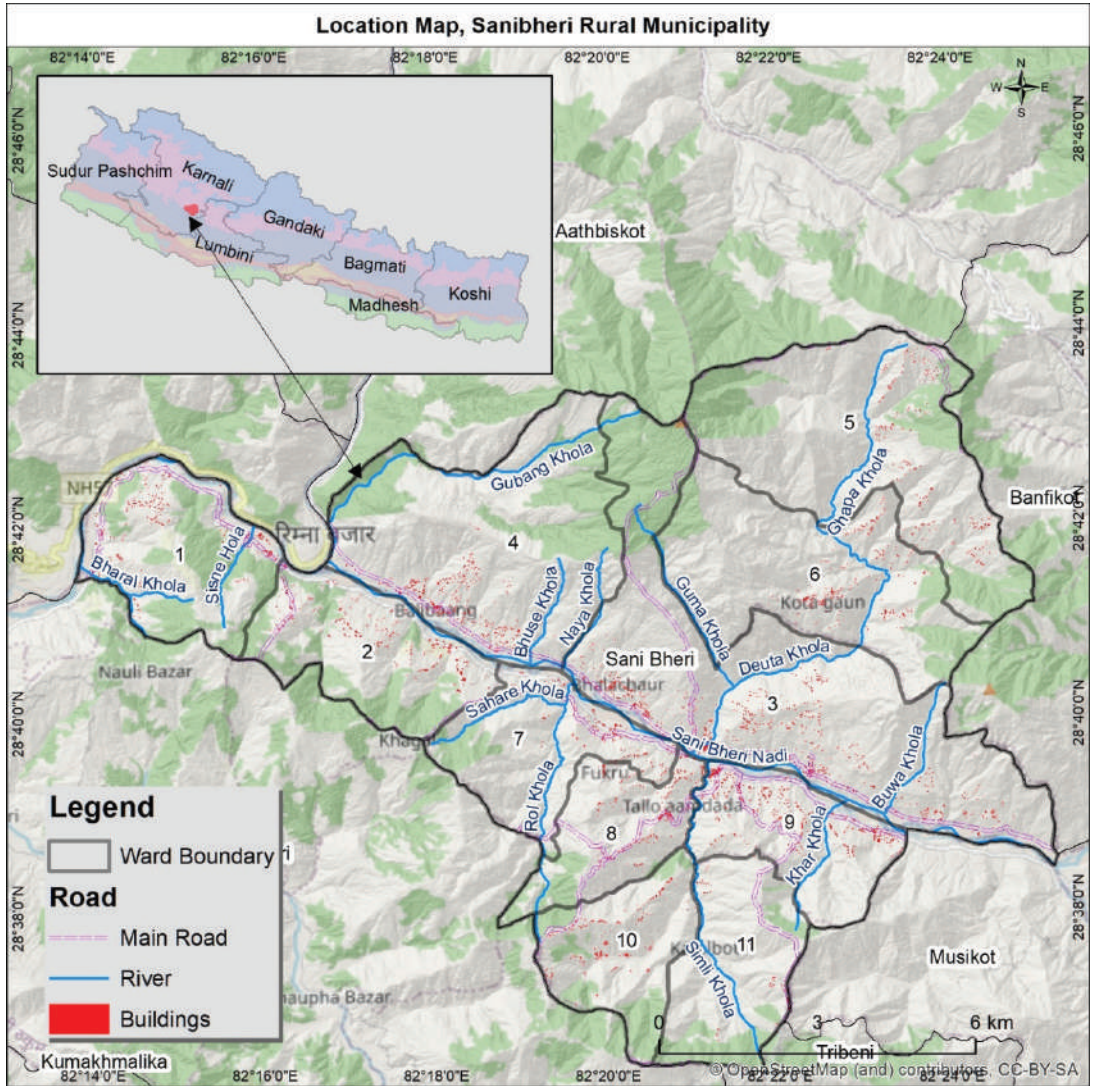 Location Map, Sanibheri Rural Municipality
82°14'0"E 82°16'0"E 82°18'0"E 82°20'0"E 82°22'0"E 82°24'0"E
N
W E
S
28°46'0"N
28°46'0"N
Sudur Pashchim
Karnali
Gandaki
Lumbini
Bagmati
Koshi
Madhesh
Aathbiskot
28°44'0"N
28°44'0"N
5
Gubang Khola
Ghapa Khola
NH5
Banfikot
28°42'0"N
28°42'0"N
रिम्ना बजार
4
1
Sisne Hola
Bharal Khola
6
Kota gaun
Bhuse Khola
Naya Khola
Guma Khola
2
Sani Bheri
Deuta Khola
Nauli Bazar
Sahare Khola
3
28°40'0"N
28°40'0"N
7
Sani Bheri Nadi
Buwa Khola
Fukru
Rol Khola
Tallo aamdada
8
9
Khar Khola
Legend
Ward Boundary
Road
Main Road
River
Buildings
28°38'0"N
28°38'0"N
10
11
Simli Khola
Musikot
0 3 6 km
Tribeni
Kumakhmalika
© OpenStreetMap (and) contributors, CC-BY-SA
82°14'0"E 82°16'0"E 82°18'0"E 82°20'0"E 82°22'0"E 82°24'0"E